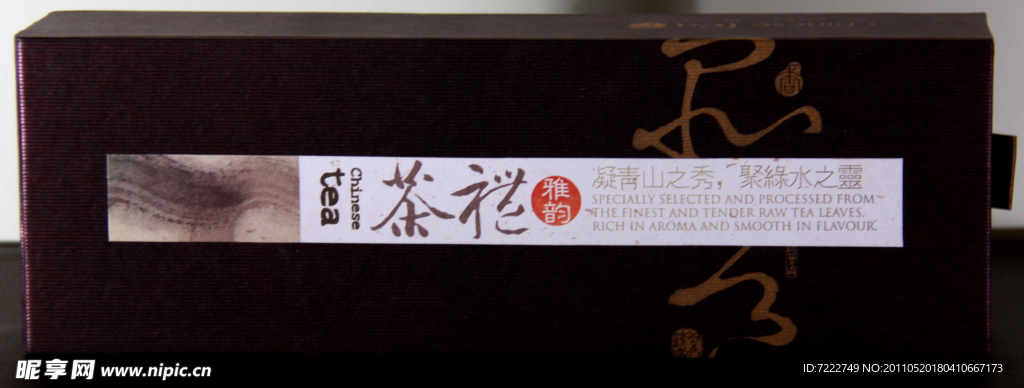 Chinese
tea
茶礼
雅韵
凝青山之秀，聚綠水之靈
SPECIALLY SELECTED AND PROCESSED FROM
THE FINEST AND TENDER RAW TEA LEAVES,
RICH IN AROMA AND SMOOTH IN FLAVOUR.
昵享网 www.nipic.cn
ID:7222749 NO:20110520180410667173